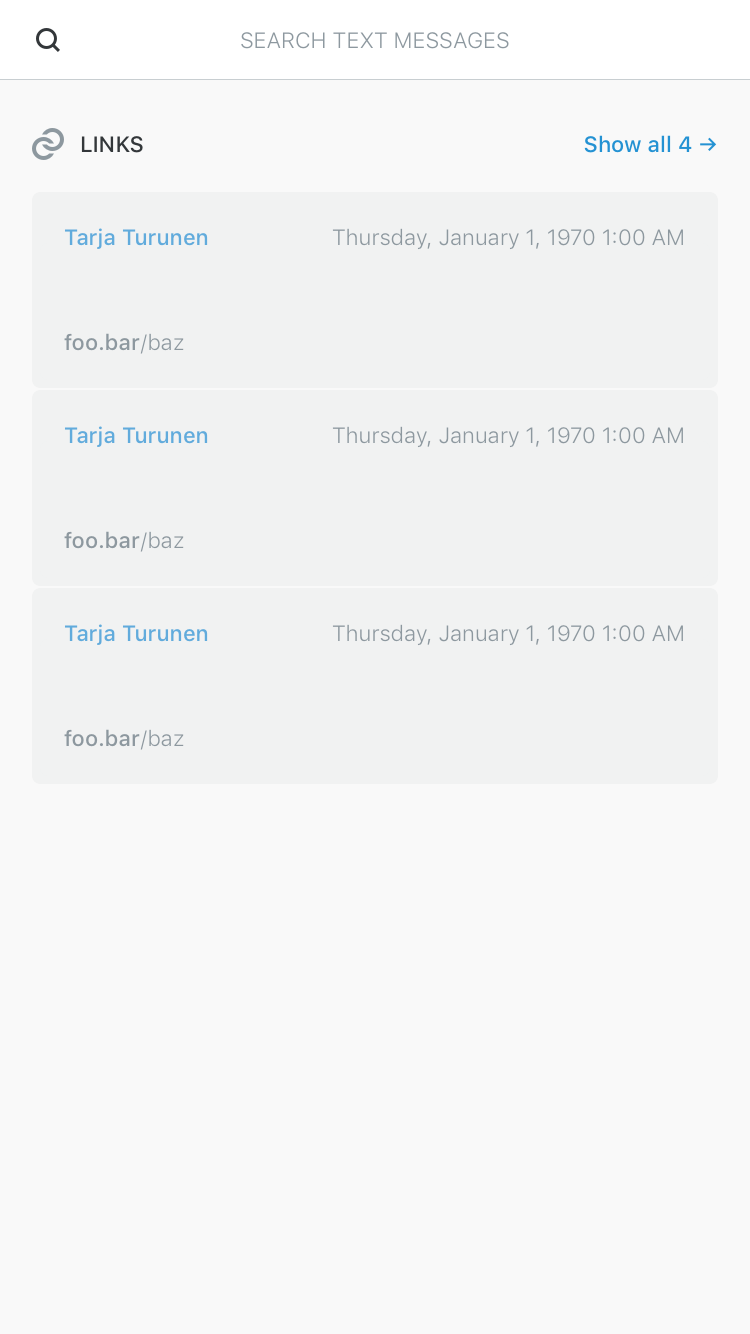 SEARCH TEXT MESSAGES
LINKS Show all 4 →
Tarja Turunen Thursday, January 1, 1970 1:00 AM
foo.bar/baz
Tarja Turunen Thursday, January 1, 1970 1:00 AM
foo.bar/baz
Tarja Turunen Thursday, January 1, 1970 1:00 AM
foo.bar/baz